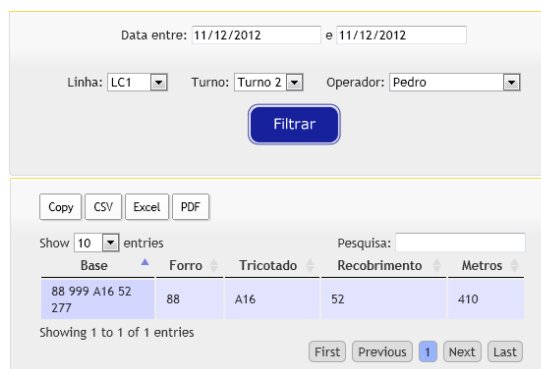 Data entre: 11/12/2012 e 11/12/2012
Linha: LC1 Turno: Turno 2 Operador: Pedro
Filtrar
Copy CSV Excel PDF
Show 10 entries Pesquisa:
Base Forro Tricotado Recobrimento Metros
88 999 A16 52
277 88 A16 52 410
Showing 1 to 1 of 1 entries
First Previous 1 Next Last